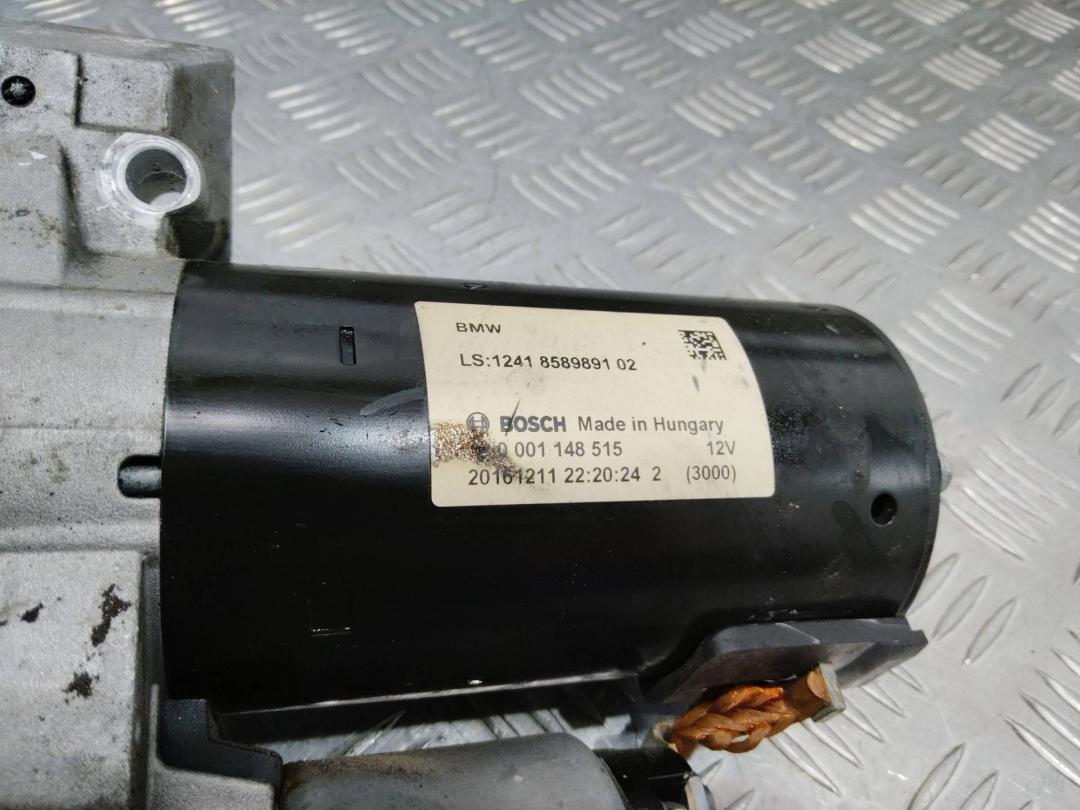 BMW
LS:1241 8589891 02
BOSCH Made in Hungary
0 001 148 515 12V
20161211 22:20:24 2 (3000)